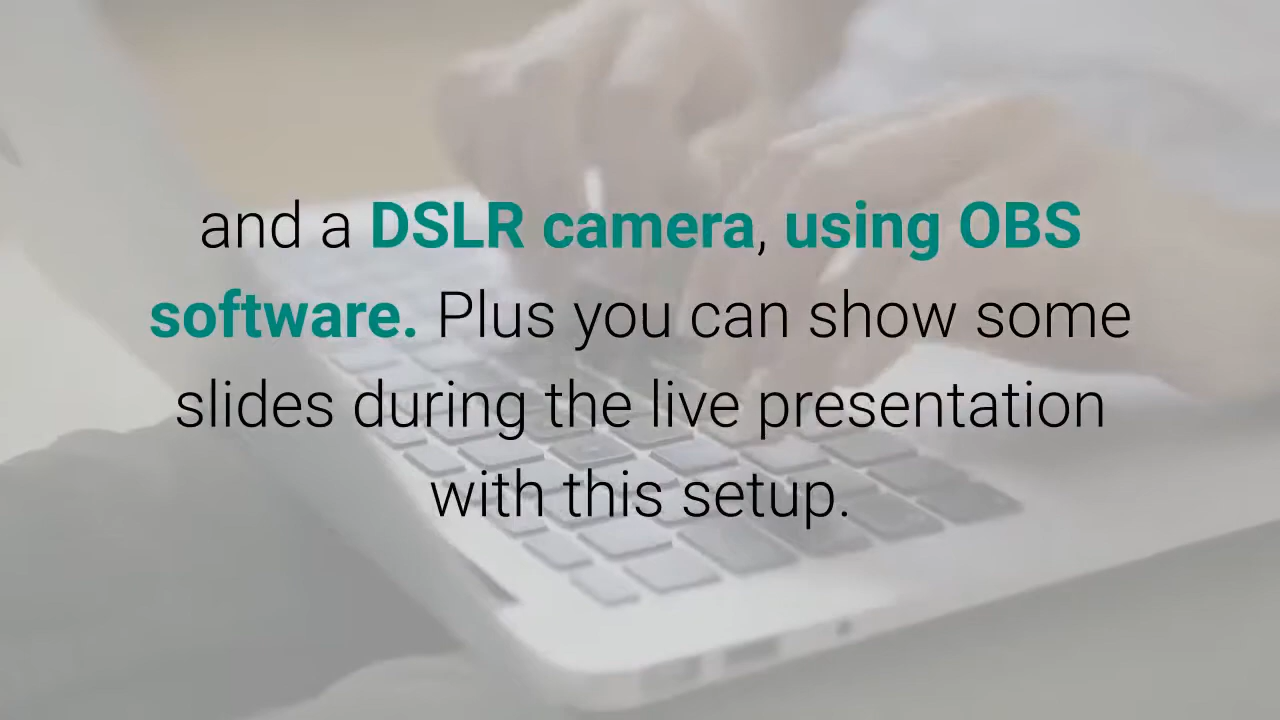 and a DSLR camera, using OBS
software. Plus you can show some
slides during the live presentation
with this setup.